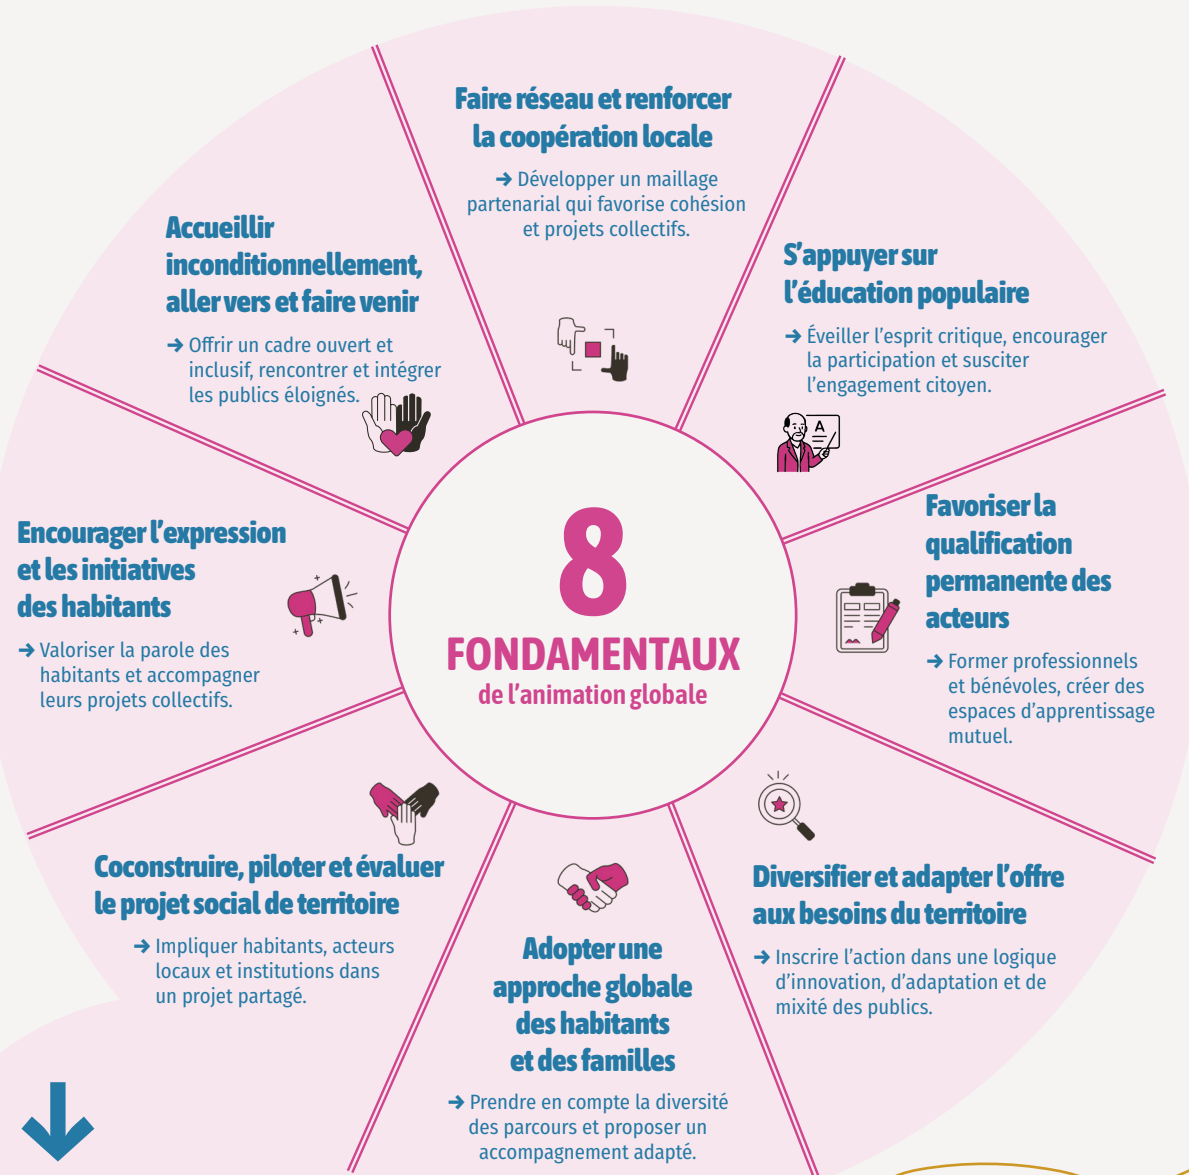 Faire réseau et renforcer
la coopération locale
→ Développer un maillage
partenarial qui favorise cohésion
et projets collectifs.
S'appuyer sur
l'éducation populaire
→ Éveiller l'esprit critique, encourager
la participation et susciter
l'engagement citoyen.
Favoriser la
qualification
permanente des
acteurs
→ Former professionnels
et bénévoles, créer des
espaces d'apprentissage
mutuel.
Diversifier et adapter l'offre
aux besoins du territoire
→ Inscrire l'action dans une logique
d'innovation, d'adaptation et de
mixité des publics.
Adopter une
approche globale
des habitants
et des familles
→ Prendre en compte la diversité
des parcours et proposer un
accompagnement adapté.
Coconstruire, piloter et évaluer
le projet social de territoire
→ Impliquer habitants, acteurs
locaux et institutions dans
un projet partagé.
Encourager l'expression
et les initiatives
des habitants
→ Valoriser la parole des
habitants et accompagner
leurs projets collectifs.
Accueillir
inconditionnellement,
aller vers et faire venir
→ Offrir un cadre ouvert et
inclusif, rencontrer et intégrer
les publics éloignés.
8
FONDAMENTAUX
de l'animation globale
A